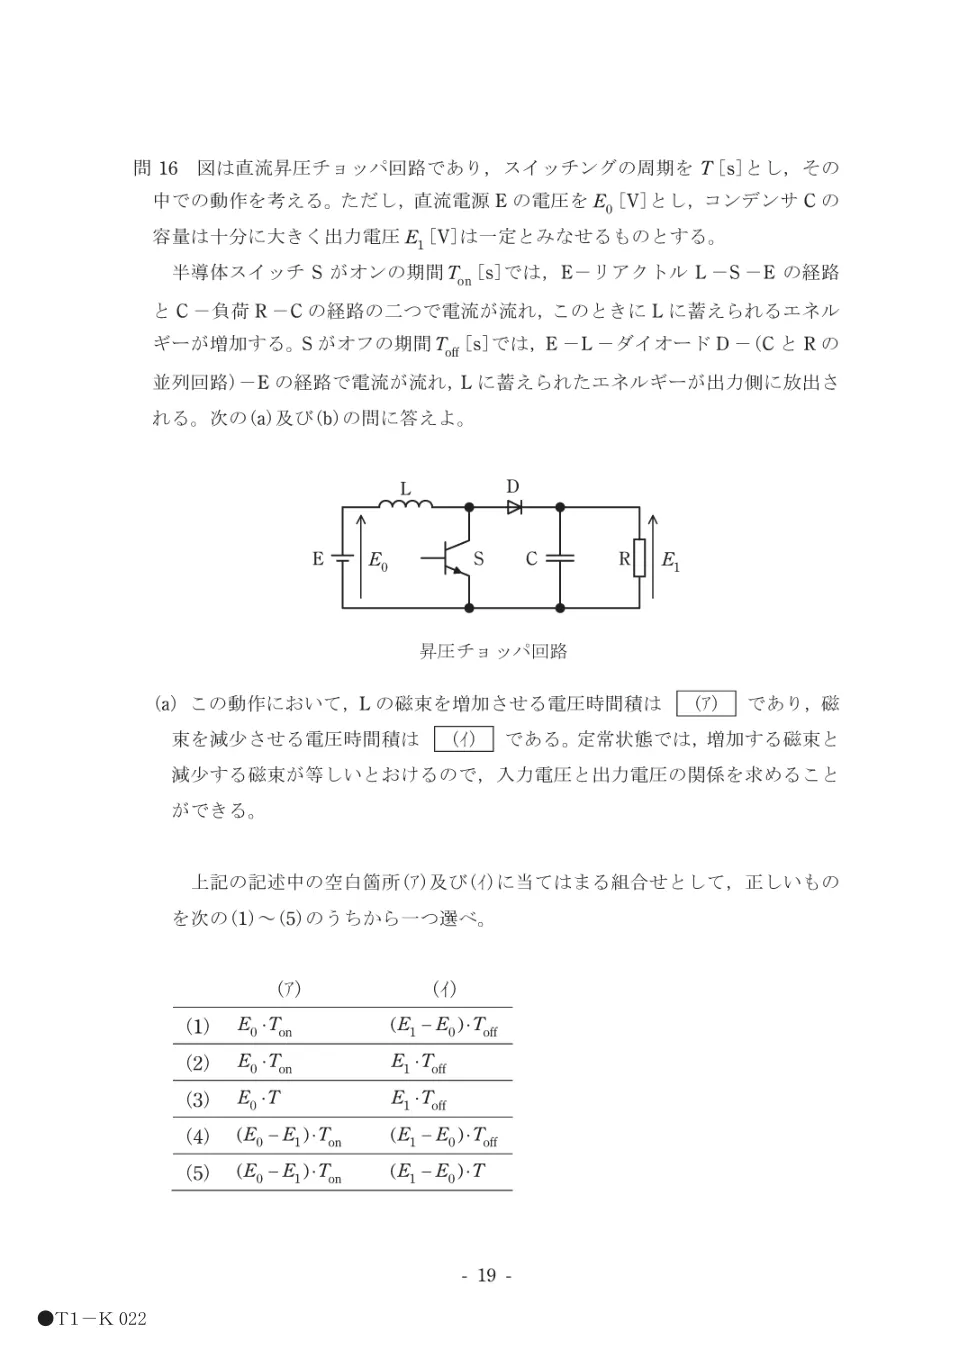 問 16　図は直流昇圧チョッパ回路であり，スイッチングの周期を T [s]とし，その
中での動作を考える。ただし，直流電源 E の電圧を E₀ [V]とし，コンデンサ C の
容量は十分に大きく出力電圧 E₁ [V]は一定とみなせるものとする。
半導体スイッチ S がオンの期間 Ton [s]では，E－リアクトル L－S－E の経路
と C－負荷 R－C の経路の二つで電流が流れ，このときに L に蓄えられるエネル
ギーが増加する。S がオフの期間 Toff [s]では，E－L－ダイオード D－(C と R の
並列回路)－E の経路で電流が流れ，L に蓄えられたエネルギーが出力側に放出さ
れる。次の(a)及び(b)の問に答えよ。
L D
E E₀ S C R E₁
昇圧チョッパ回路
(a) この動作において，L の磁束を増加させる電圧時間積は (ア) であり，磁
束を減少させる電圧時間積は (イ) である。定常状態では，増加する磁束と
減少する磁束が等しいとおけるので，入力電圧と出力電圧の関係を求めること
ができる。
上記の記述中の空白箇所(ア)及び(イ)に当てはまる組合せとして，正しいもの
を次の(1)～(5)のうちから一つ選べ。
(ア) (イ)
(1) E₀・Ton (E₁－E₀)・Toff
(2) E₀・Ton E₁・Toff
(3) E₀・T E₁・Toff
(4) (E₀－E₁)・Ton (E₁－E₀)・Toff
(5) (E₀－E₁)・Ton (E₁－E₀)・T
- 19 -
●T1－K 022